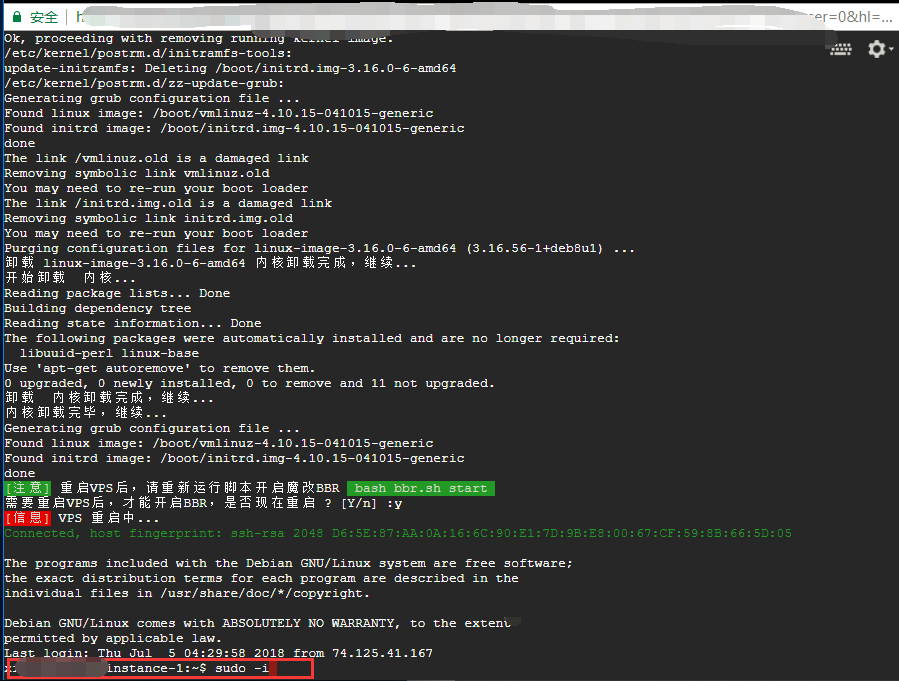 安全 | h
ser=0&hl=...
Ok, proceeding with removing running kernel image.
/etc/kernel/postrm.d/initramfs-tools:
update-initramfs: Deleting /boot/initrd.img-3.16.0-6-amd64
/etc/kernel/postrm.d/zz-update-grub:
Generating grub configuration file ...
Found linux image: /boot/vmlinuz-4.10.15-041015-generic
Found initrd image: /boot/initrd.img-4.10.15-041015-generic
done
The link /vmlinuz.old is a damaged link
Removing symbolic link vmlinuz.old
You may need to re-run your boot loader
The link /initrd.img.old is a damaged link
Removing symbolic link initrd.img.old
You may need to re-run your boot loader
Purging configuration files for linux-image-3.16.0-6-amd64 (3.16.56-1+deb8u1) ...
卸载 linux-image-3.16.0-6-amd64 内核卸载完成，继续...
开始卸载  内核...
Reading package lists... Done
Building dependency tree
Reading state information... Done
The following packages were automatically installed and are no longer required:
  libuuid-perl linux-base
Use 'apt-get autoremove' to remove them.
0 upgraded, 0 newly installed, 0 to remove and 11 not upgraded.
卸载  内核卸载完成，继续...
内核卸载完毕，继续...
Generating grub configuration file ...
Found linux image: /boot/vmlinuz-4.10.15-041015-generic
Found initrd image: /boot/initrd.img-4.10.15-041015-generic
done
[注意] 重启VPS后，请重新运行脚本开启魔改BBR  bash bbr.sh start
需要重启VPS后，才能开启BBR，是否现在重启 ? [Y/n] :y
[信息] VPS 重启中...
Connected, host fingerprint: ssh-rsa 2048 D6:5E:87:AA:0A:16:6C:90:E1:7D:9B:E8:00:67:CF:59:8B:66:5D:05
The programs included with the Debian GNU/Linux system are free software;
the exact distribution terms for each program are described in the
individual files in /usr/share/doc/*/copyright.
Debian GNU/Linux comes with ABSOLUTELY NO WARRANTY, to the extent
permitted by applicable law.
Last login: Thu Jul  5 04:29:58 2018 from 74.125.41.167
instance-1:~$ sudo -i